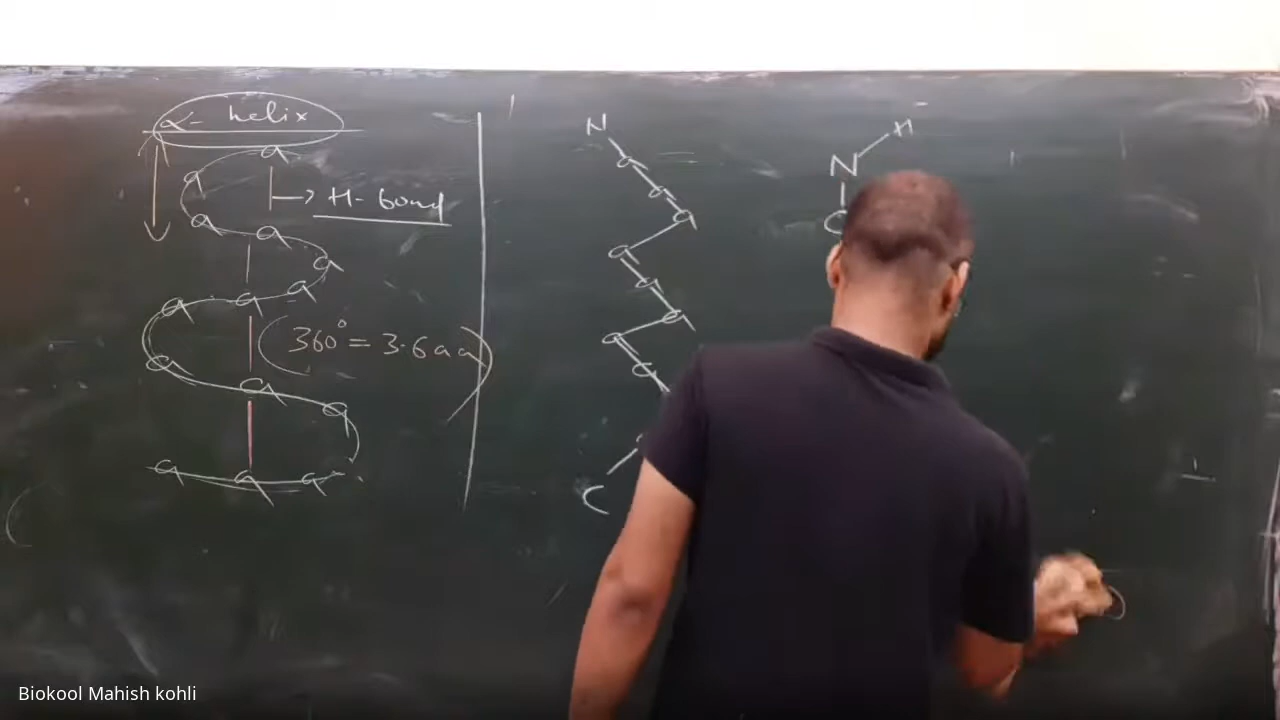 α- helix
a
a
→ H-bond
a
a
a
a
a
a
(360° = 3.6 aa)
a
a
a
a
a
a
N
a
a
a
a
a
a
a
a
C
N H
C
Biokool Mahish kohli